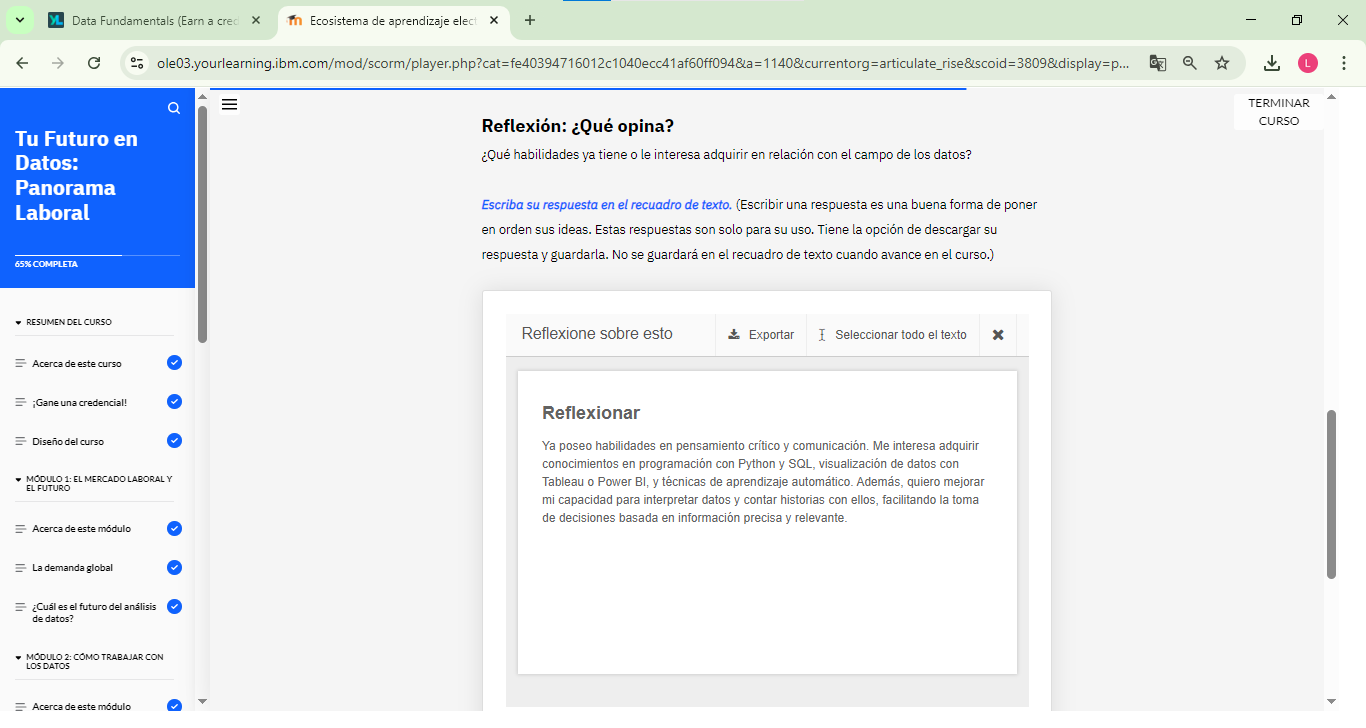 Data Fundamentals (Earn a cred
Ecosistema de aprendizaje elect
ole03.yourlearning.ibm.com/mod/scorm/player.php?cat=fe40394716012c1040ecc41af60ff094&a=1140&currentorg=articulate_rise&scoid=3809&display=p...
L
Tu Futuro en
Datos:
Panorama
Laboral
65% COMPLETA
RESUMEN DEL CURSO
Acerca de este curso
¡Gane una credencial!
Diseño del curso
MÓDULO 1: EL MERCADO LABORAL Y
EL FUTURO
Acerca de este módulo
La demanda global
¿Cuál es el futuro del análisis
de datos?
MÓDULO 2: CÓMO TRABAJAR CON
LOS DATOS
Acerca de este módulo
TERMINAR
CURSO
Reflexión: ¿Qué opina?
¿Qué habilidades ya tiene o le interesa adquirir en relación con el campo de los datos?
Escriba su respuesta en el recuadro de texto. (Escribir una respuesta es una buena forma de poner
en orden sus ideas. Estas respuestas son solo para su uso. Tiene la opción de descargar su
respuesta y guardarla. No se guardará en el recuadro de texto cuando avance en el curso.)
Reflexione sobre esto
Exportar
Seleccionar todo el texto
Reflexionar
Ya poseo habilidades en pensamiento crítico y comunicación. Me interesa adquirir
conocimientos en programación con Python y SQL, visualización de datos con
Tableau o Power BI, y técnicas de aprendizaje automático. Además, quiero mejorar
mi capacidad para interpretar datos y contar historias con ellos, facilitando la toma
de decisiones basada en información precisa y relevante.